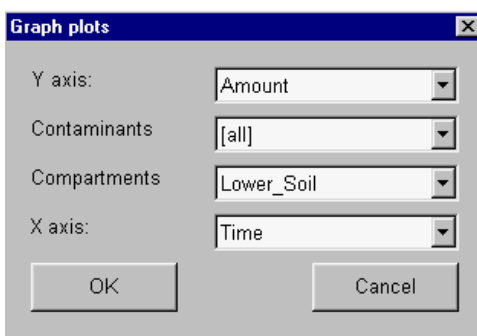 Graph plots
Y axis:
Amount
Contaminants
[all]
Compartments
Lower_Soil
X axis:
Time
OK
Cancel